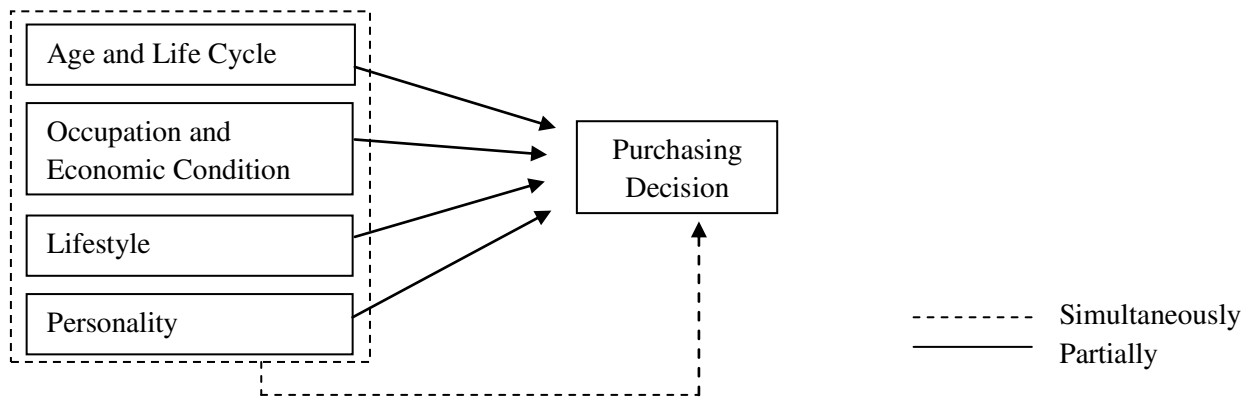 Age and Life Cycle
Occupation and
Economic Condition
Lifestyle
Personality
Purchasing
Decision
Simultaneously
Partially